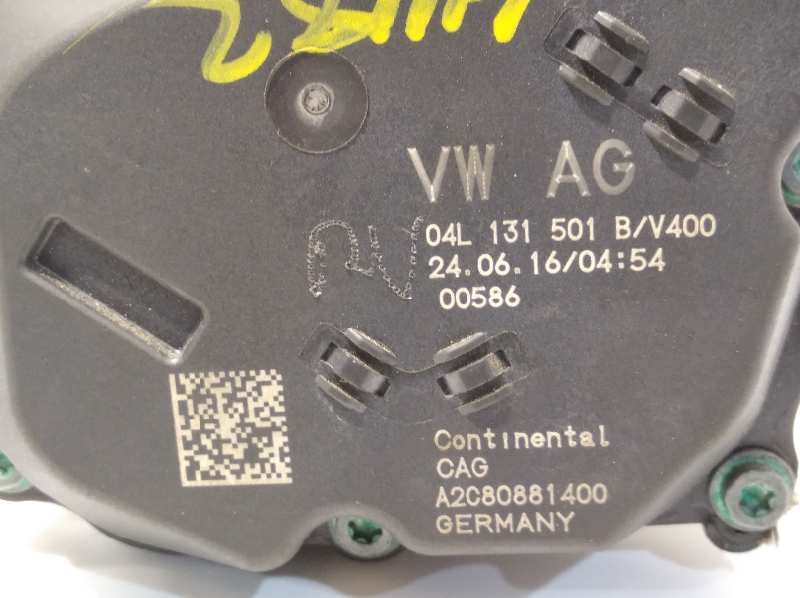 VW AG
04L 131 501 B/V400
24.06.16/04:54
00586
Continental
CAG
A2C80881400
GERMANY